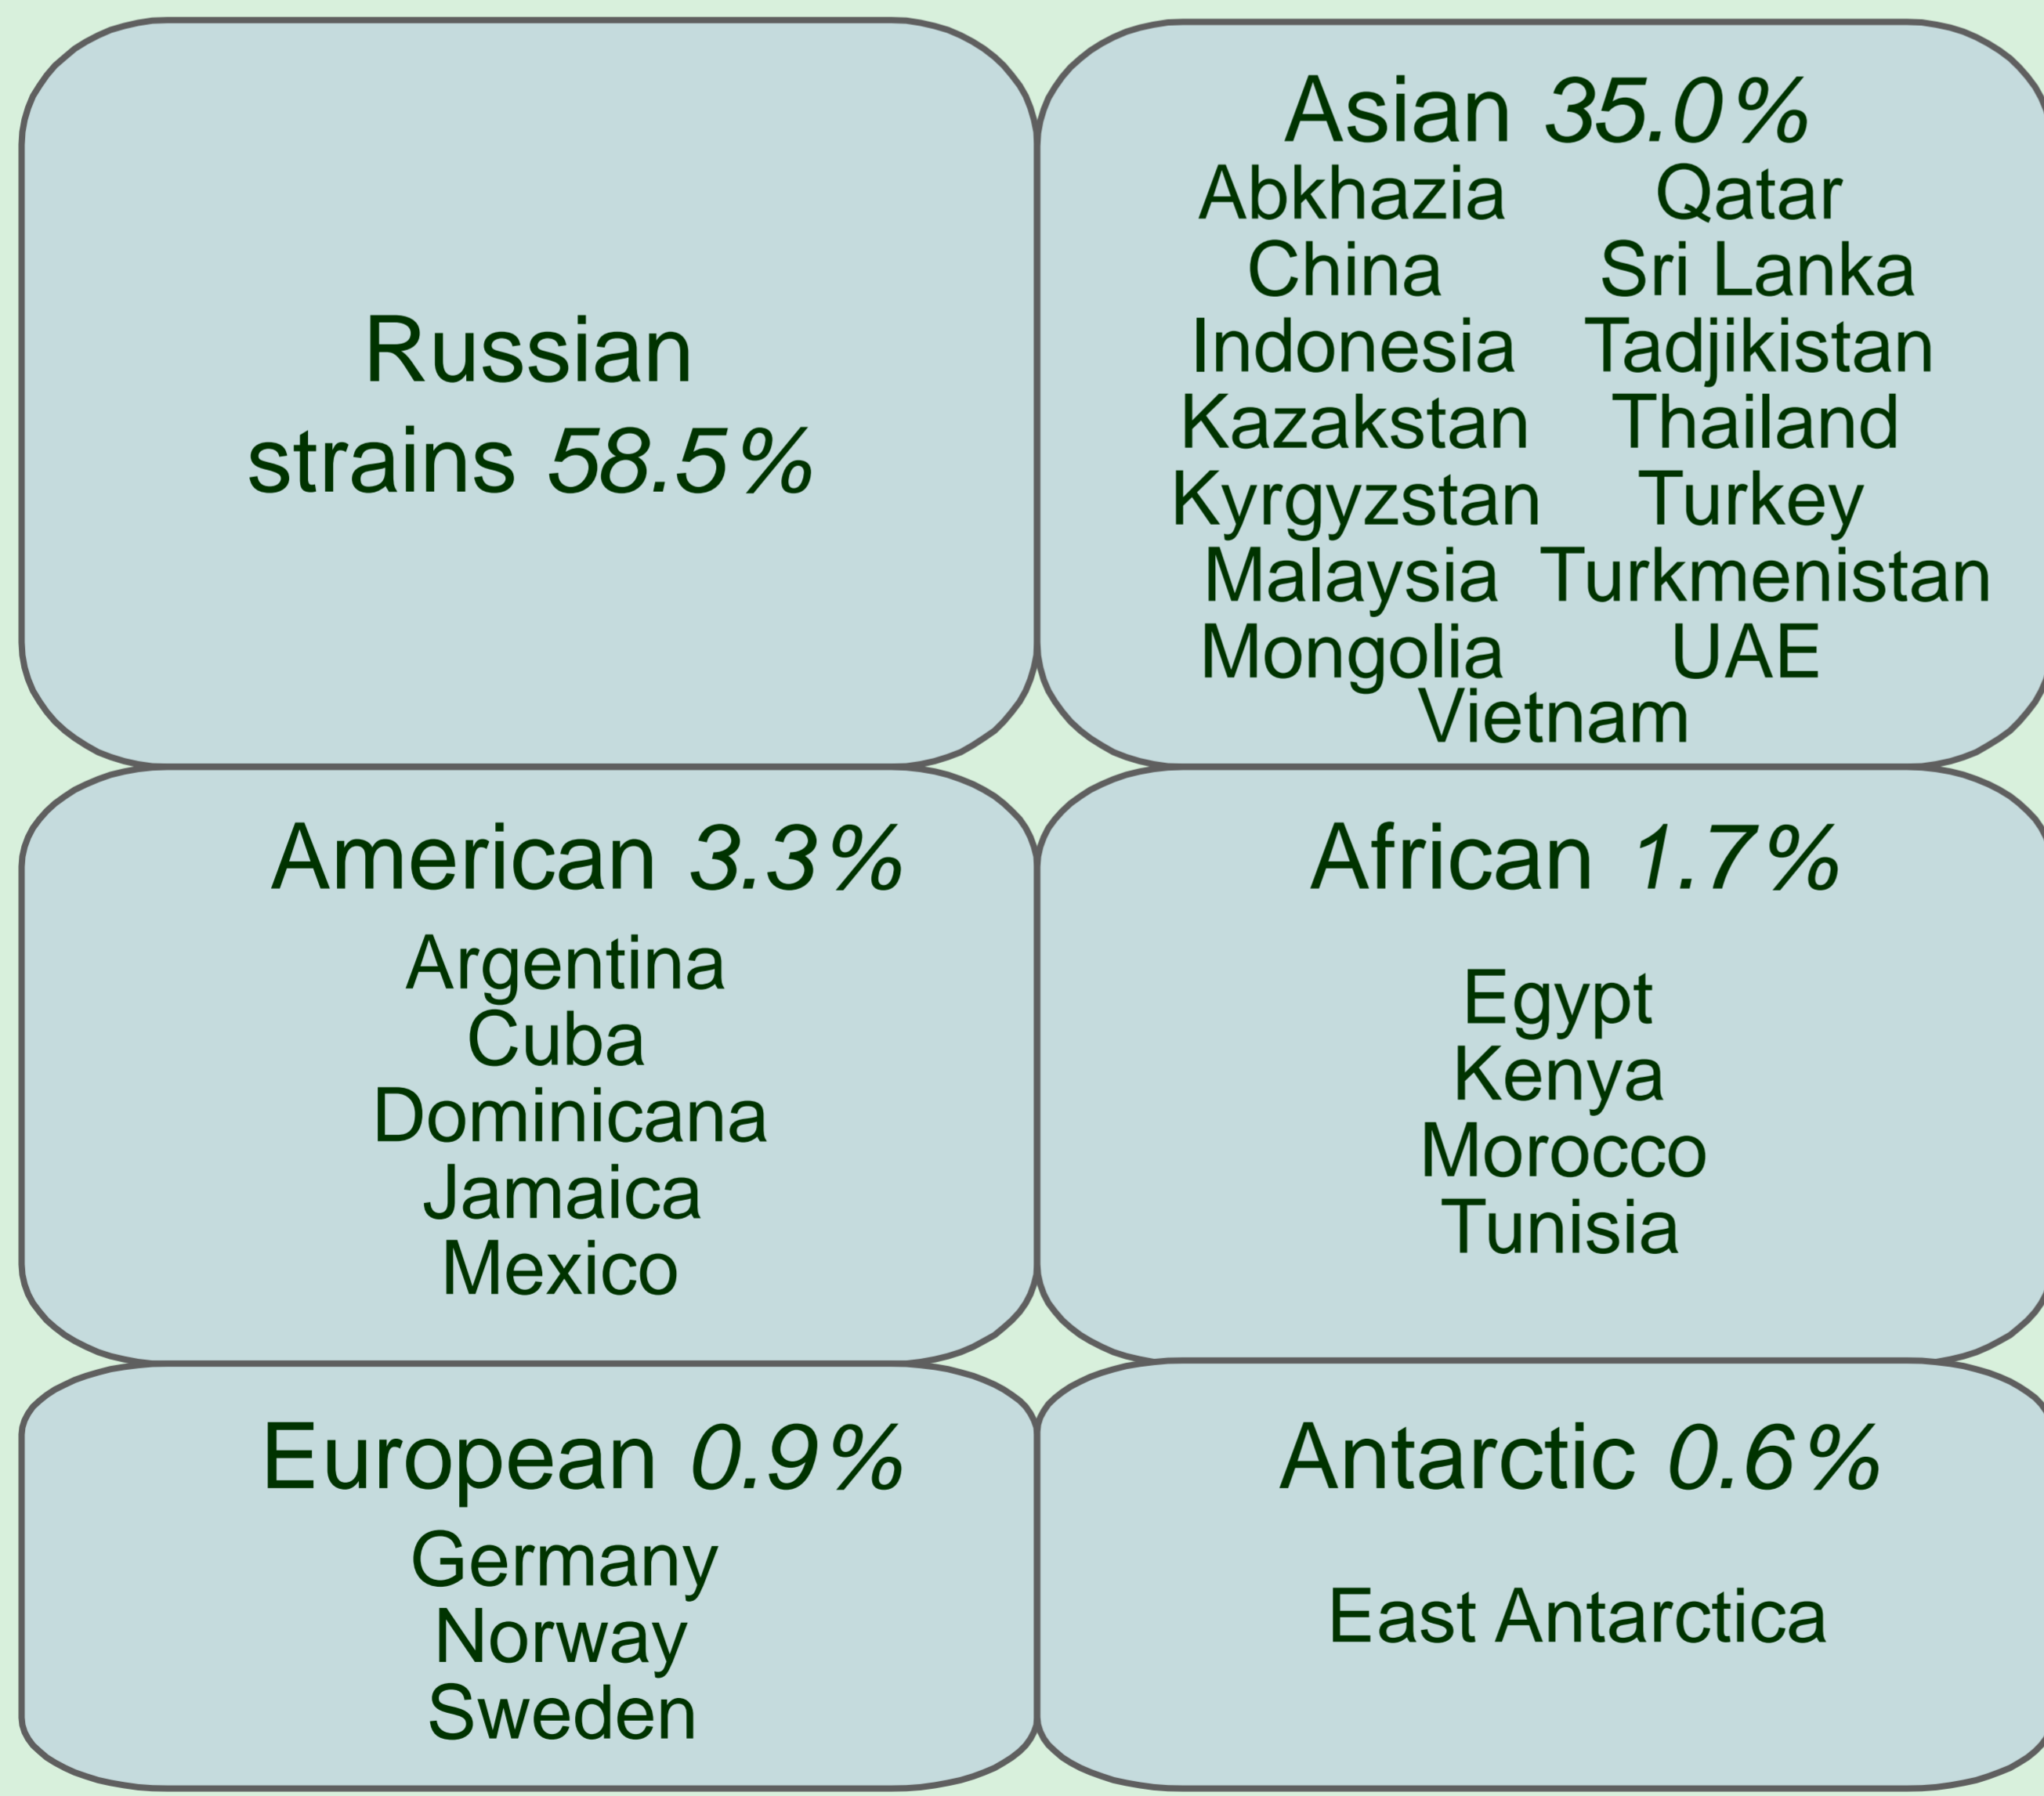 Russian
strains 58.5%
Asian 35.0%
Abkhazia Qatar
China Sri Lanka
Indonesia Tadjikistan
Kazakstan Thailand
Kyrgyzstan Turkey
Malaysia Turkmenistan
Mongolia UAE
Vietnam
American 3.3%
Argentina
Cuba
Dominicana
Jamaica
Mexico
African 1.7%
Egypt
Kenya
Morocco
Tunisia
European 0.9%
Germany
Norway
Sweden
Antarctic 0.6%
East Antarctica